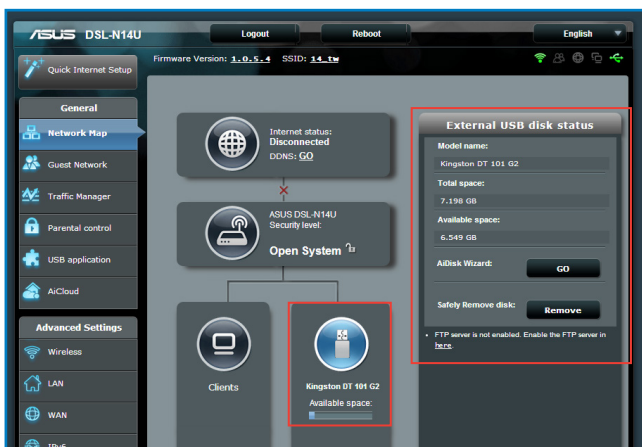 ASUS DSL-N14U
Logout
Reboot
English
Quick Internet Setup
Firmware Version: 1.0.5.4 SSID: 14_tw
General
Network Map
Guest Network
Traffic Manager
Parental control
USB application
AiCloud
Advanced Settings
Wireless
LAN
WAN
IPv6
Internet status:
Disconnected
DDNS: GO
ASUS DSL-N14U
Security level:
Open System
Clients
Kingston DT 101 G2
Available space:
External USB disk status
Model name:
Kingston DT 101 G2
Total space:
7.198 GB
Available space:
6.549 GB
AiDisk Wizard:
GO
Safely Remove disk:
Remove
• FTP server is not enabled. Enable the FTP server in
here.